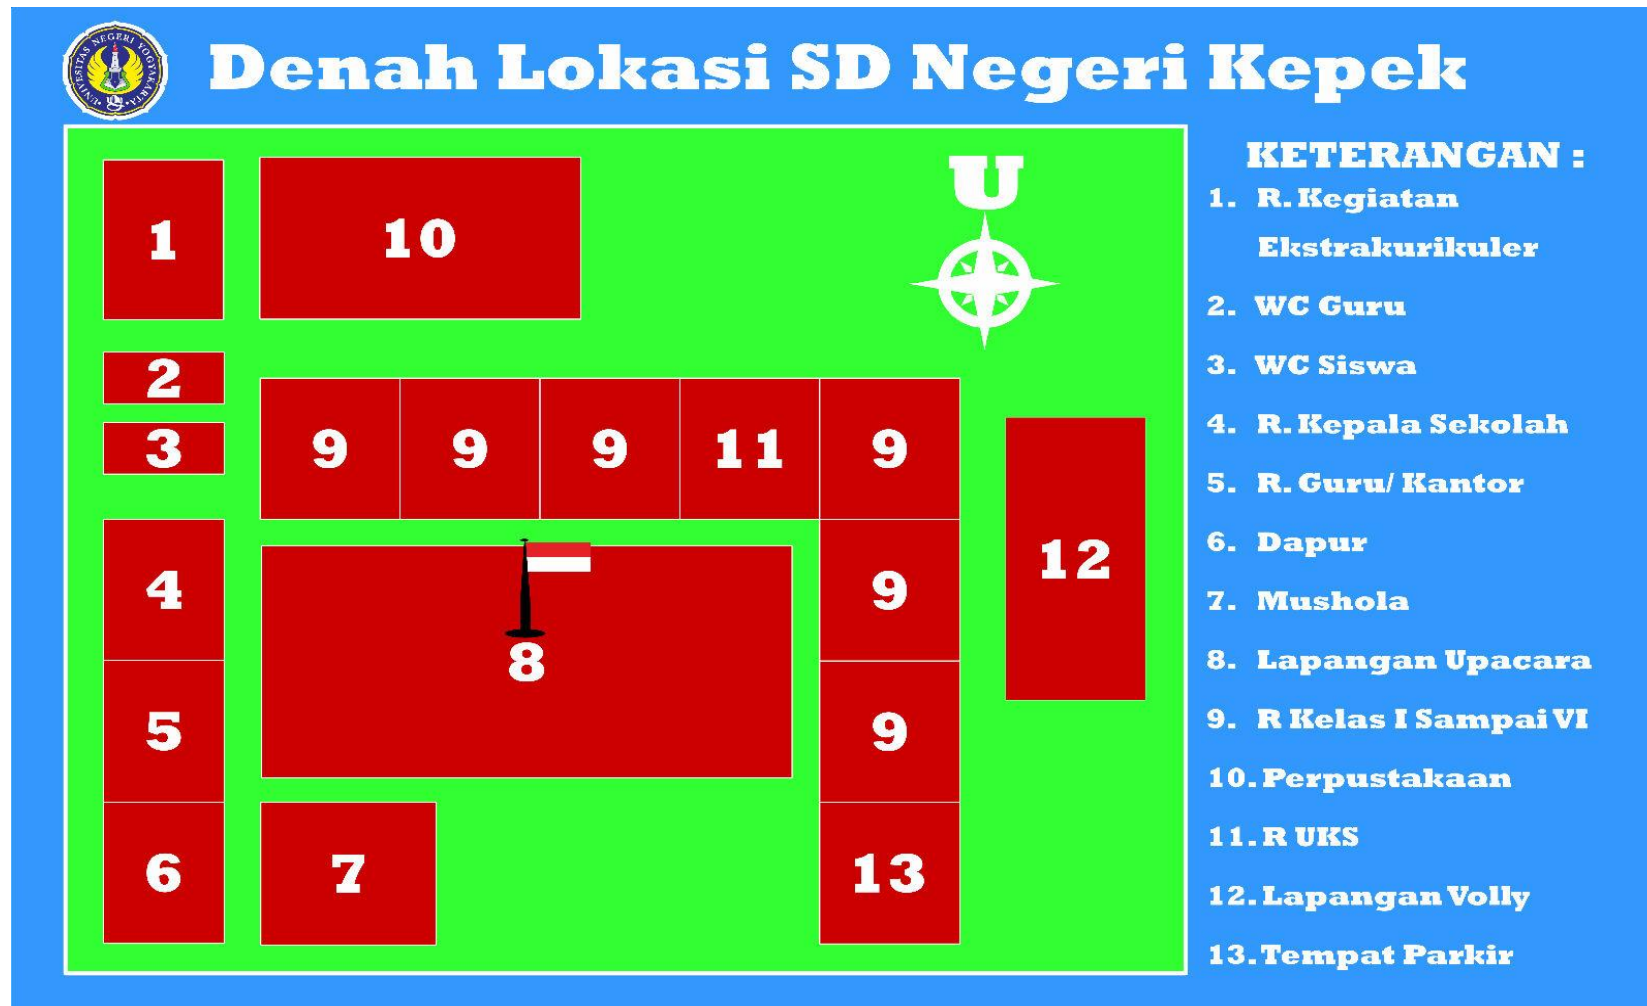 UNIVERSITAS NEGERI YOGYAKARTA
Denah Lokasi SD Negeri Kepek
U
1
10
2
3
9 9 9 11 9
4
8
9
12
5
9
6
7
13
KETERANGAN :
1. R. Kegiatan
Ekstrakurikuler
2. WC Guru
3. WC Siswa
4. R. Kepala Sekolah
5. R. Guru/ Kantor
6. Dapur
7. Mushola
8. Lapangan Upacara
9. R Kelas I Sampai VI
10. Perpustakaan
11. R UKS
12. Lapangan Volly
13. Tempat Parkir